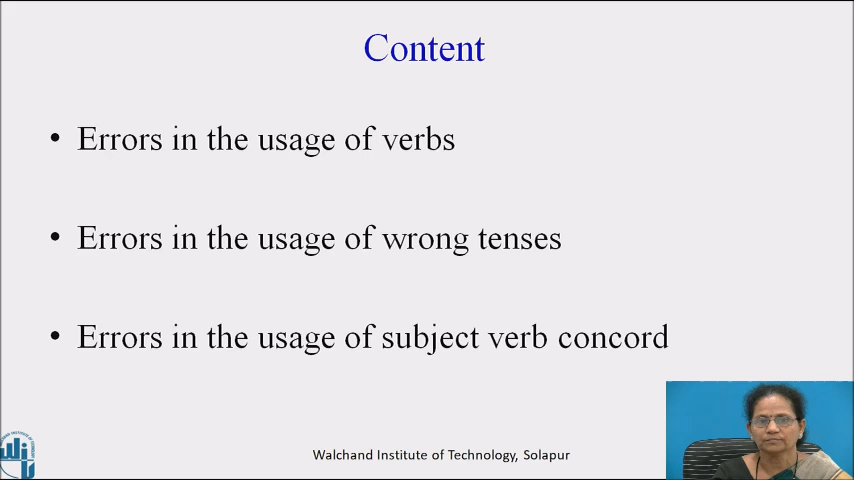 Content
• Errors in the usage of verbs
• Errors in the usage of wrong tenses
• Errors in the usage of subject verb concord
Walchand Institute of Technology, Solapur